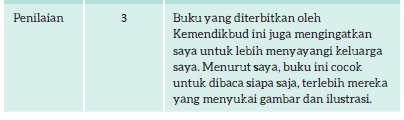 Penilaian 3 Buku yang diterbitkan oleh
Kemendikbud ini juga mengingatkan
saya untuk lebih menyayangi keluarga
saya. Menurut saya, buku ini cocok
untuk dibaca siapa saja, terlebih mereka
yang menyukai gambar dan ilustrasi.